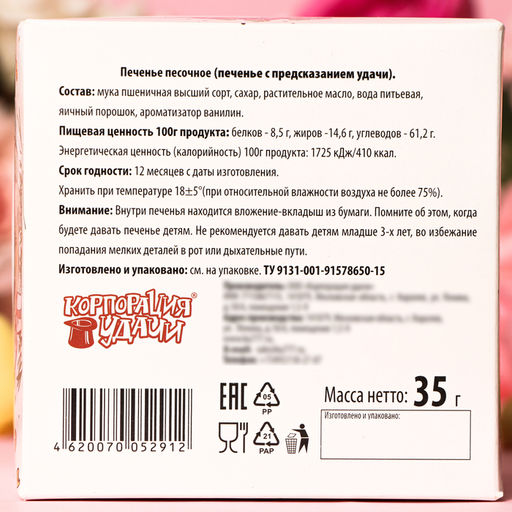 Печенье песочное (печенье с предсказанием удачи).
Состав: мука пшеничная высший сорт, сахар, растительное масло, вода питьевая,
яичный порошок, ароматизатор ванилин.
Пищевая ценность 100г продукта: белков - 8,5 г, жиров -14,6 г, углеводов - 61,2 г.
Энергетическая ценность (калорийность) 100г продукта: 1725 кДж/410 ккал.
Срок годности: 12 месяцев с даты изготовления.
Хранить при температуре 18±5°(при относительной влажности воздуха не более 75%).
Внимание: Внутри печенья находится вложение-вкладыш из бумаги. Помните об этом, когда
будете давать печенье детям. Не рекомендуется давать детям младше 3-х лет, во избежание
попадания мелких деталей в рот или дыхательные пути.
Изготовлено и упаковано: см. на упаковке. ТУ 9131-001-91578650-15
КОРПОРАЦИЯ®
УДАЧИ
EAC
05
PP
21
PAP
4 620070 052912
Масса нетто: 35 г
Изготовлено и упаковано: